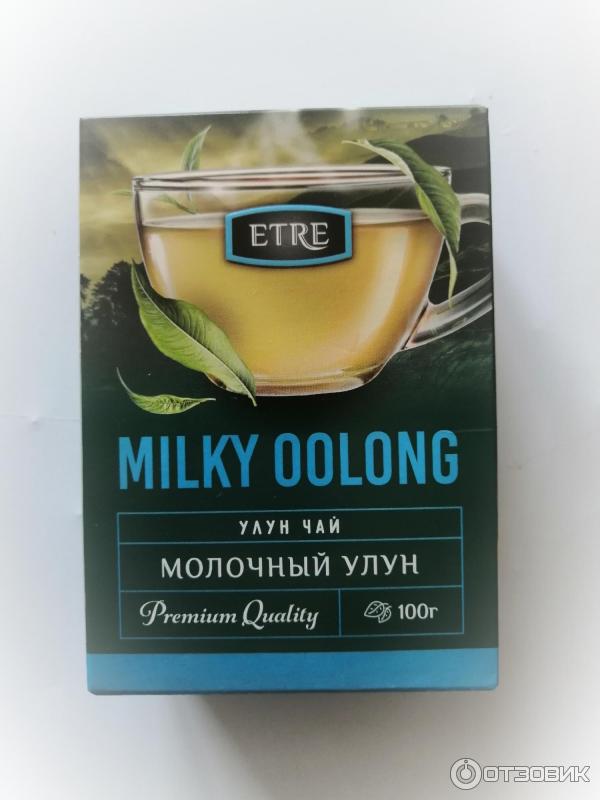 ETRE
MILKY OOLONG
УЛУН ЧАЙ
МОЛОЧНЫЙ УЛУН
Premium Quality 100г
ОТЗОВИК